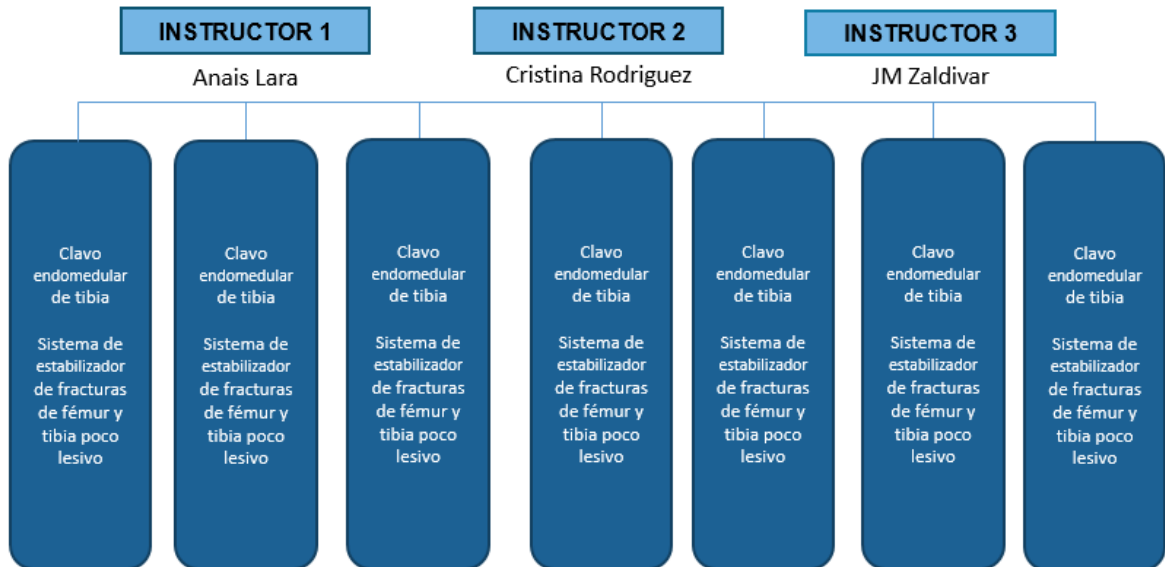 INSTRUCTOR 1
INSTRUCTOR 2
INSTRUCTOR 3
Anais Lara
Cristina Rodriguez
JM Zaldivar
Clavo
endomedular
de tibia
Sistema de
estabilizador
de fracturas
de fémur y
tibia poco
lesivo
Clavo
endomedular
de tibia
Sistema de
estabilizador
de fracturas
de fémur y
tibia poco
lesivo
Clavo
endomedular
de tibia
Sistema de
estabilizador
de fracturas
de fémur y
tibia poco
lesivo
Clavo
endomedular
de tibia
Sistema de
estabilizador
de fracturas
de fémur y
tibia poco
lesivo
Clavo
endomedular
de tibia
Sistema de
estabilizador
de fracturas
de fémur y
tibia poco
lesivo
Clavo
endomedular
de tibia
Sistema de
estabilizador
de fracturas
de fémur y
tibia poco
lesivo
Clavo
endomedular
de tibia
Sistema de
estabilizador
de fracturas
de fémur y
tibia poco
lesivo